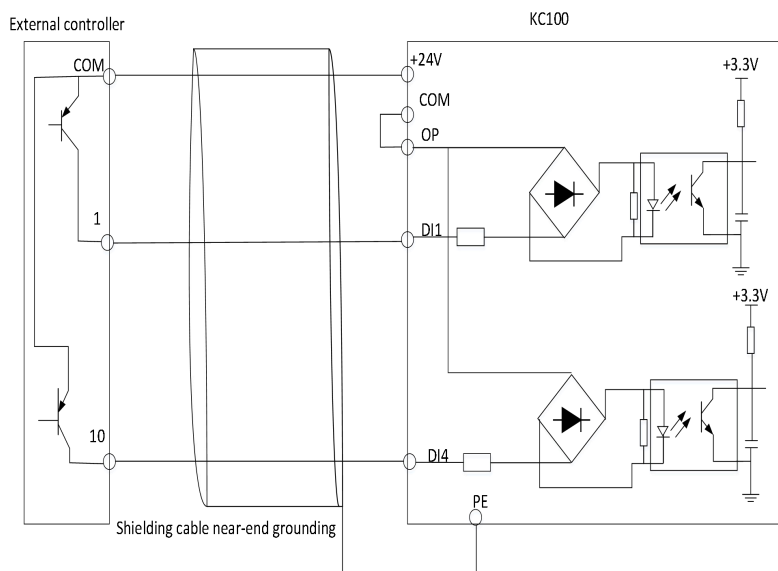 External controller
KC100
COM
+24V
+3.3V
COM
OP
1
DI1
+3.3V
10
DI4
PE
Shielding cable near-end grounding